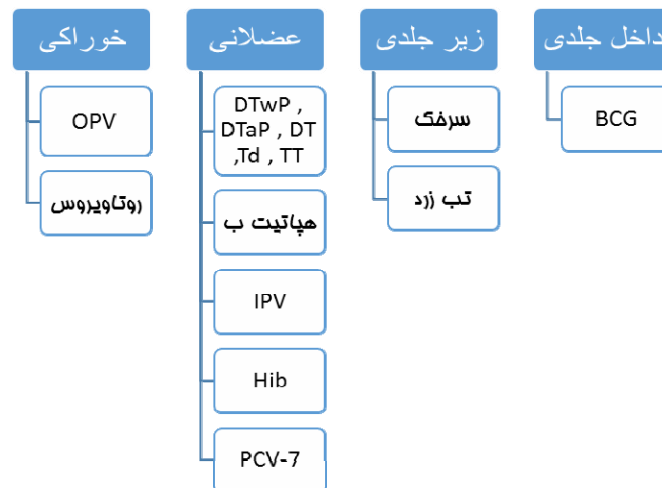 داخل جلدی
BCG
زیر جلدی
سرخک
تب زرد
عضلانی
DTwP ,
DTaP , DT
,Td , TT
هپاتیت ب
IPV
Hib
PCV-7
خوراکی
OPV
روتاویروس